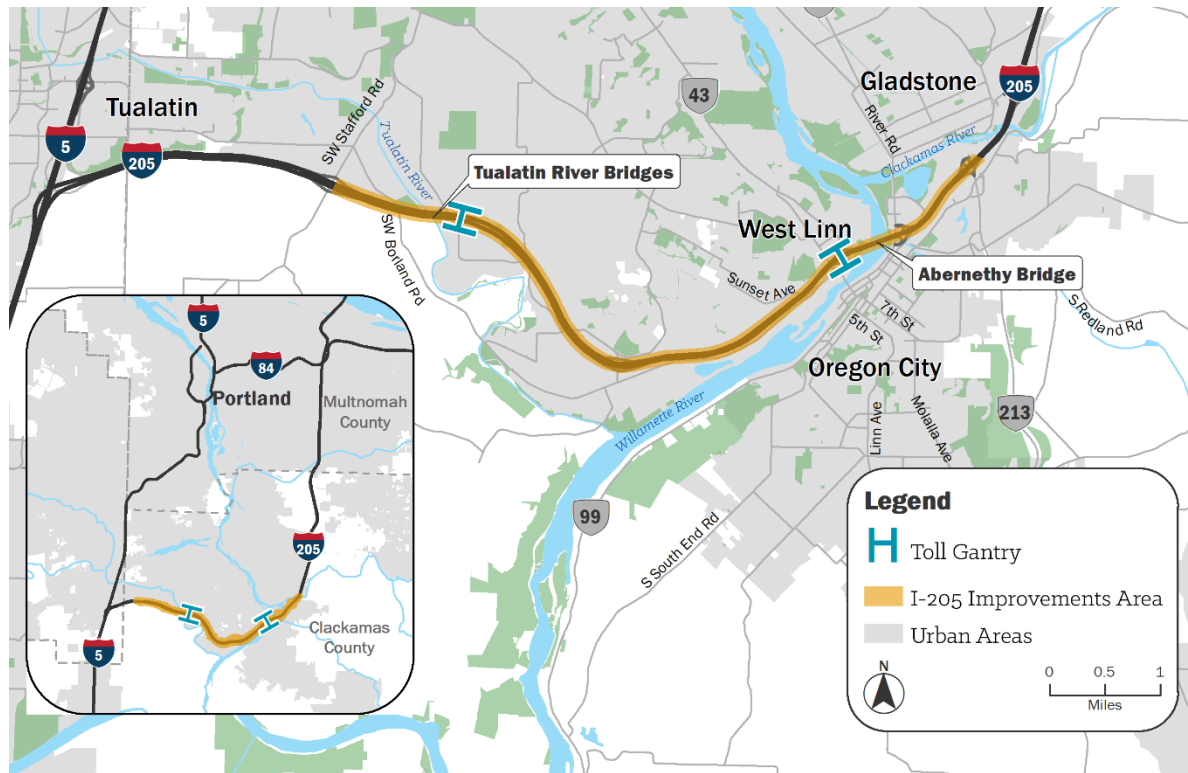 43
Gladstone
205
Tualatin
SW Stafford Rd
River Rd
5
205
Tualatin River
Clackamas River
Tualatin River Bridges
West Linn
SW Borland Rd
Sunset Ave
Abernethy Bridge
7th St
5th St
S Redland Rd
Oregon City
Willamette River
Linn Ave
Molalla Ave
213
99
S South End Rd
5
84
Portland
Multnomah
County
205
Clackamas
County
5
Legend
Toll Gantry
I-205 Improvements Area
Urban Areas
N
0 0.5 1
Miles